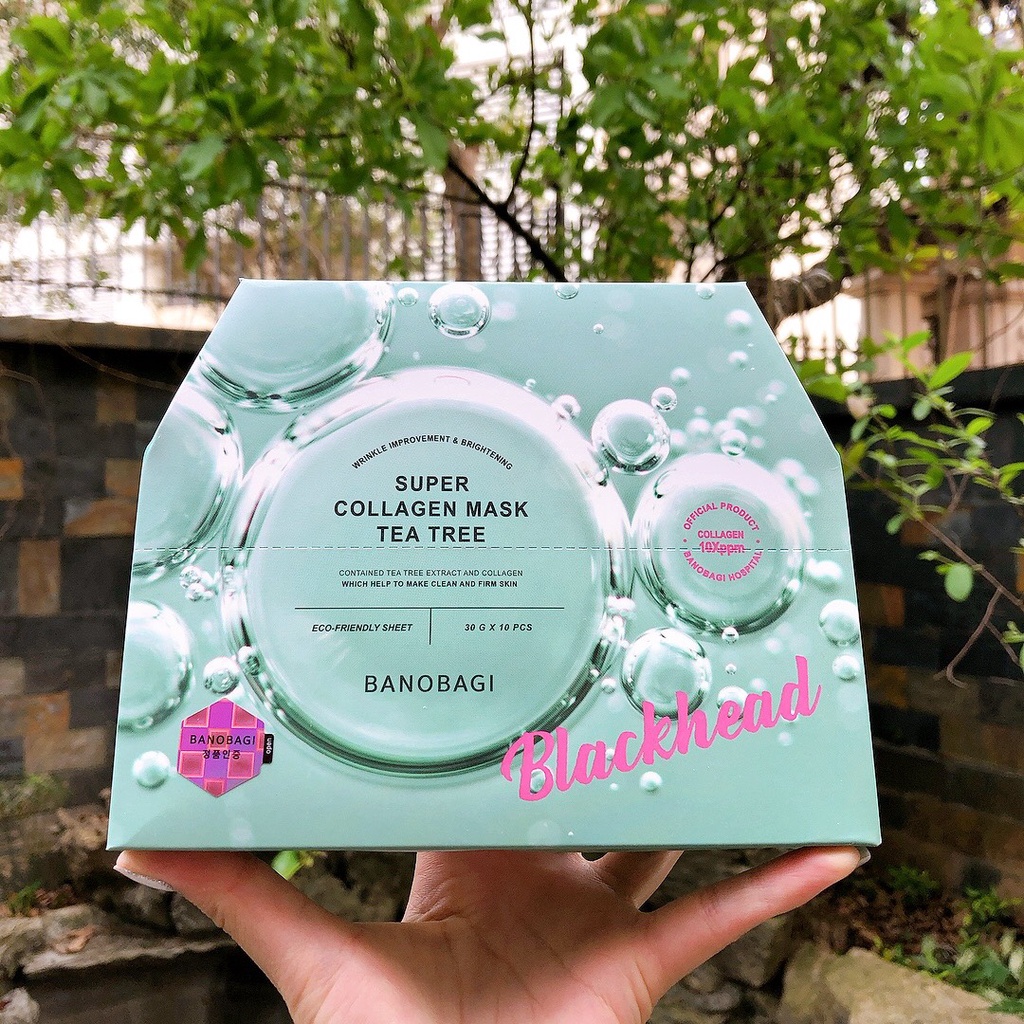 WRINKLE IMPROVEMENT & BRIGHTENING
SUPER
COLLAGEN MASK
TEA TREE
CONTAINED TEA TREE EXTRACT AND COLLAGEN
WHICH HELP TO MAKE CLEAN AND FIRM SKIN
ECO-FRIENDLY SHEET
30 G X 10 PCS
BANOBAGI
OFFICIAL PRODUCT
COLLAGEN
10Xppm
BANOBAGI HOSPITAL
Blackhead
BANOBAGI
정품인증
open